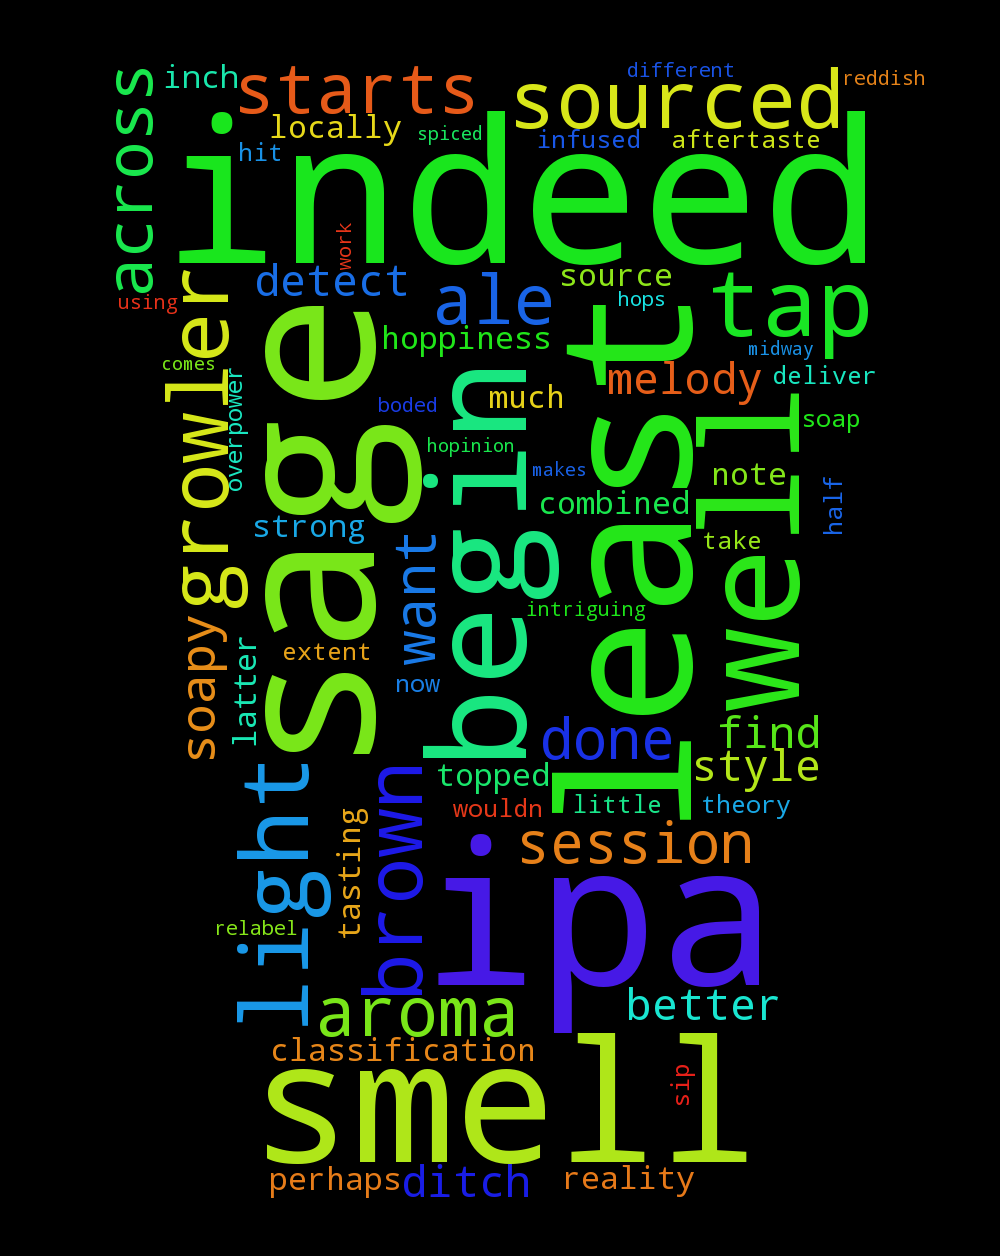 different
inch
starts
sourced
reddish
across
locally
spiced
infused
aftertaste
hit
indeed
work
detect
source
using
growler
ale
hops
tap
sage
hoppiness
least
midway
comes
melody
deliver
overpower
begin
much
well
boded
soap
hopinion
makes
note
half
strong
combined
want
take
intriguing
soapy
latter
extent
now
done
find
style
light
brown
topped
wouldn
little
theory
tasting
session
ipa
relabel
aroma
better
classification
smell
sip
perhaps
ditch
reality